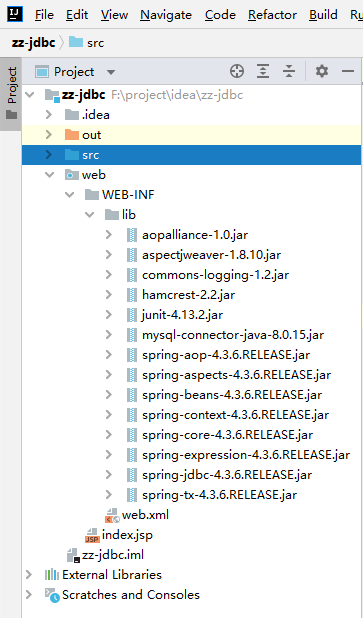 IJ File Edit View Navigate Code Refactor Build Ru
zz-jdbc src
Project
Project
zz-jdbc F:\project\idea\zz-jdbc
.idea
out
src
web
WEB-INF
lib
aopalliance-1.0.jar
aspectjweaver-1.8.10.jar
commons-logging-1.2.jar
hamcrest-2.2.jar
junit-4.13.2.jar
mysql-connector-java-8.0.15.jar
spring-aop-4.3.6.RELEASE.jar
spring-aspects-4.3.6.RELEASE.jar
spring-beans-4.3.6.RELEASE.jar
spring-context-4.3.6.RELEASE.jar
spring-core-4.3.6.RELEASE.jar
spring-expression-4.3.6.RELEASE.jar
spring-jdbc-4.3.6.RELEASE.jar
spring-tx-4.3.6.RELEASE.jar
web.xml
JSP index.jsp
zz-jdbc.iml
External Libraries
Scratches and Consoles